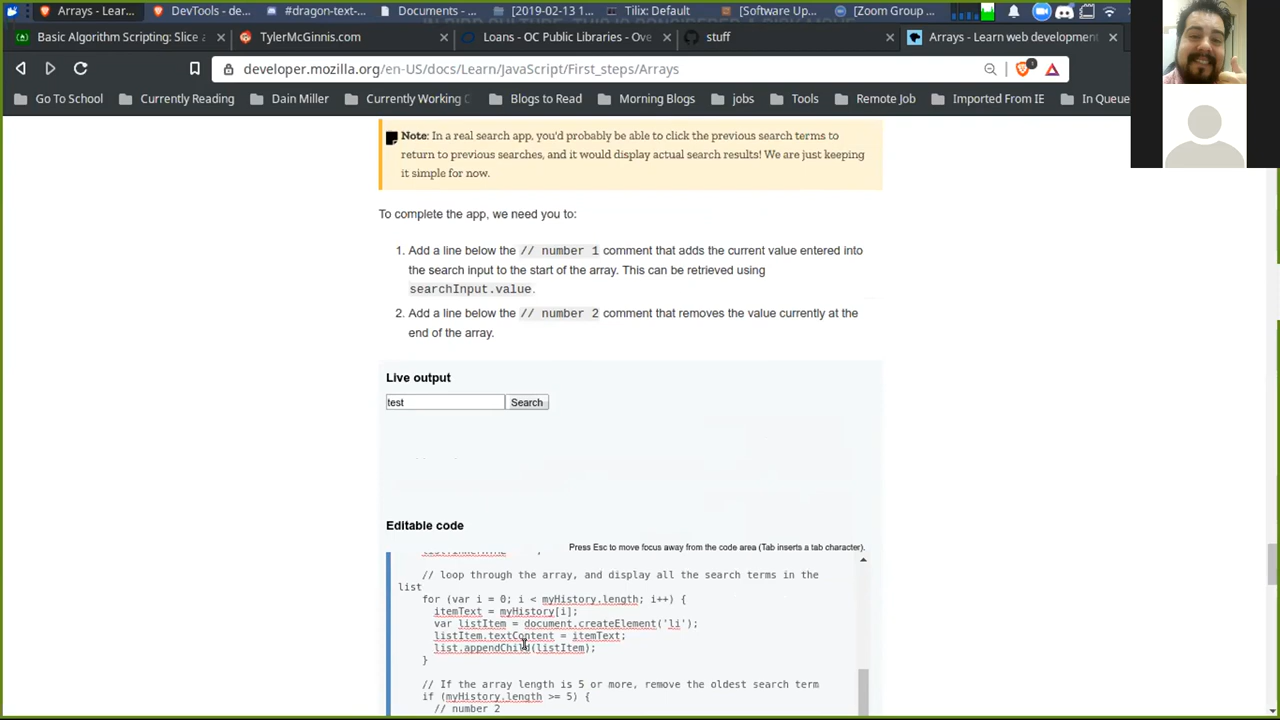 IN BIRD CULTURE, THIS IS CONSIDERED A DICK MOVE
Arrays - Lear...
DevTools - de...
#dragon-text-...
Documents - ...
[2019-02-13 1...
Tilix: Default
[Software Up...
[Zoom Group ...
Basic Algorithm Scripting: Slice a
TylerMcGinnis.com
Loans - OC Public Libraries - Ove
stuff
Arrays - Learn web development
developer.mozilla.org/en-US/docs/Learn/JavaScript/First_steps/Arrays
1
Go To School
Currently Reading
Dain Miller
Currently Working
Blogs to Read
Morning Blogs
jobs
Tools
Remote Job
Imported From IE
In Queue
Note: In a real search app, you'd probably be able to click the previous search terms to
return to previous searches, and it would display actual search results! We are just keeping
it simple for now.
To complete the app, we need you to:
1. Add a line below the // number 1 comment that adds the current value entered into
the search input to the start of the array. This can be retrieved using
searchInput.value.
2. Add a line below the // number 2 comment that removes the value currently at the
end of the array.
Live output
test
Search
Editable code
Press Esc to move focus away from the code area (Tab inserts a tab character).
// loop through the array, and display all the search terms in the
list
for (var i = 0; i < myHistory.length; i++) {
itemText = myHistory[i];
var listItem = document.createElement('li');
listItem.textContent = itemText;
list.appendChild(listItem);
}
// If the array length is 5 or more, remove the oldest search term
if (myHistory.length >= 5) {
// number 2